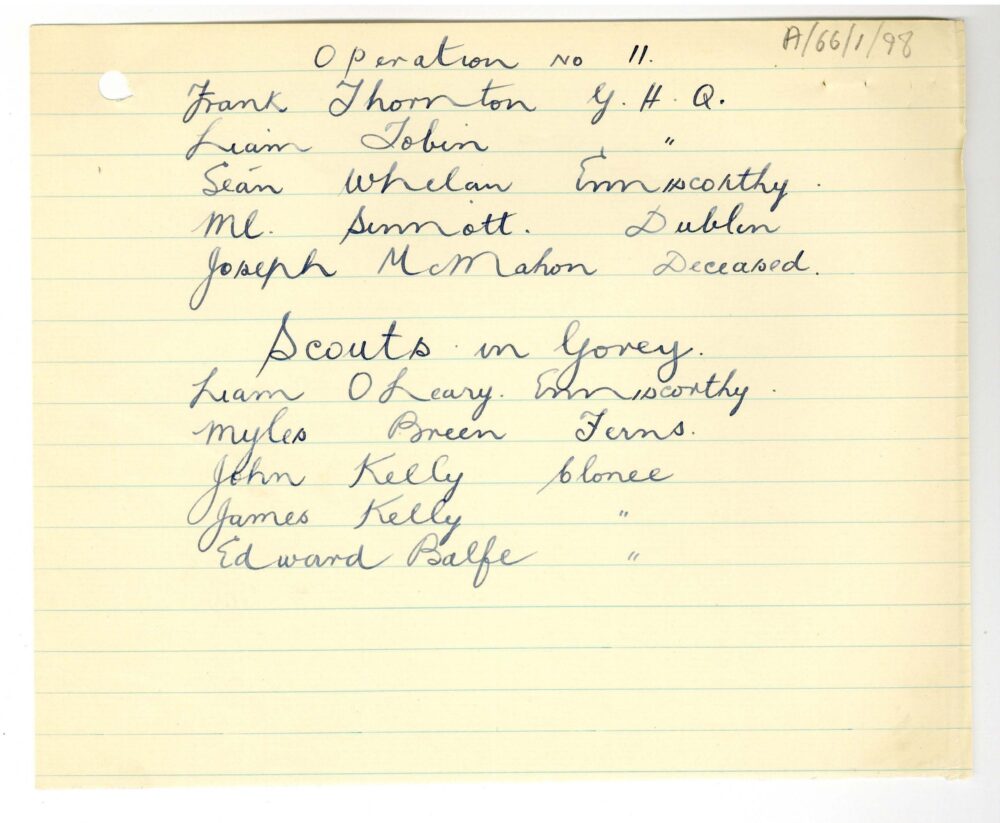 A/66/1/98
Operation No 11.
Frank Thornton G. H. Q.
Liam Tobin "
Seán Whelan Enniscorthy.
Ml. Sinnott. Dublin
Joseph McMahon Deceased.
Scouts in Gorey.
Liam O Leary. Enniscorthy.
Myles Breen Ferns.
John Kelly Clonee
James Kelly "
Edward Balfe "